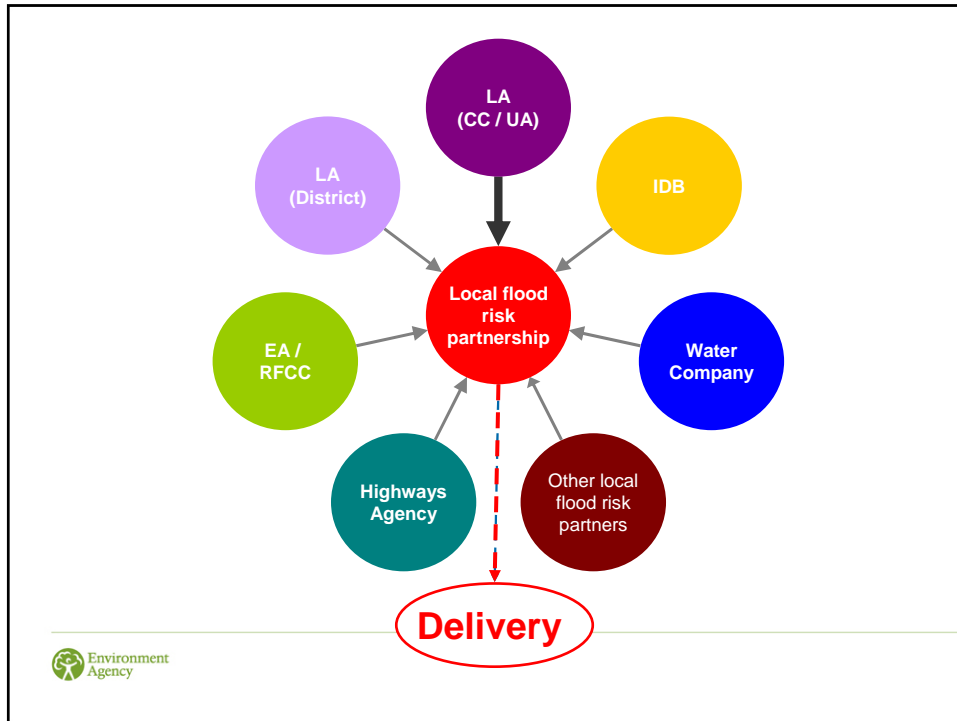 LA
(CC / UA)
LA
(District)
IDB
Local flood
risk
partnership
EA /
RFCC
Water
Company
Highways
Agency
Other local
flood risk
partners
Delivery
Environment
Agency